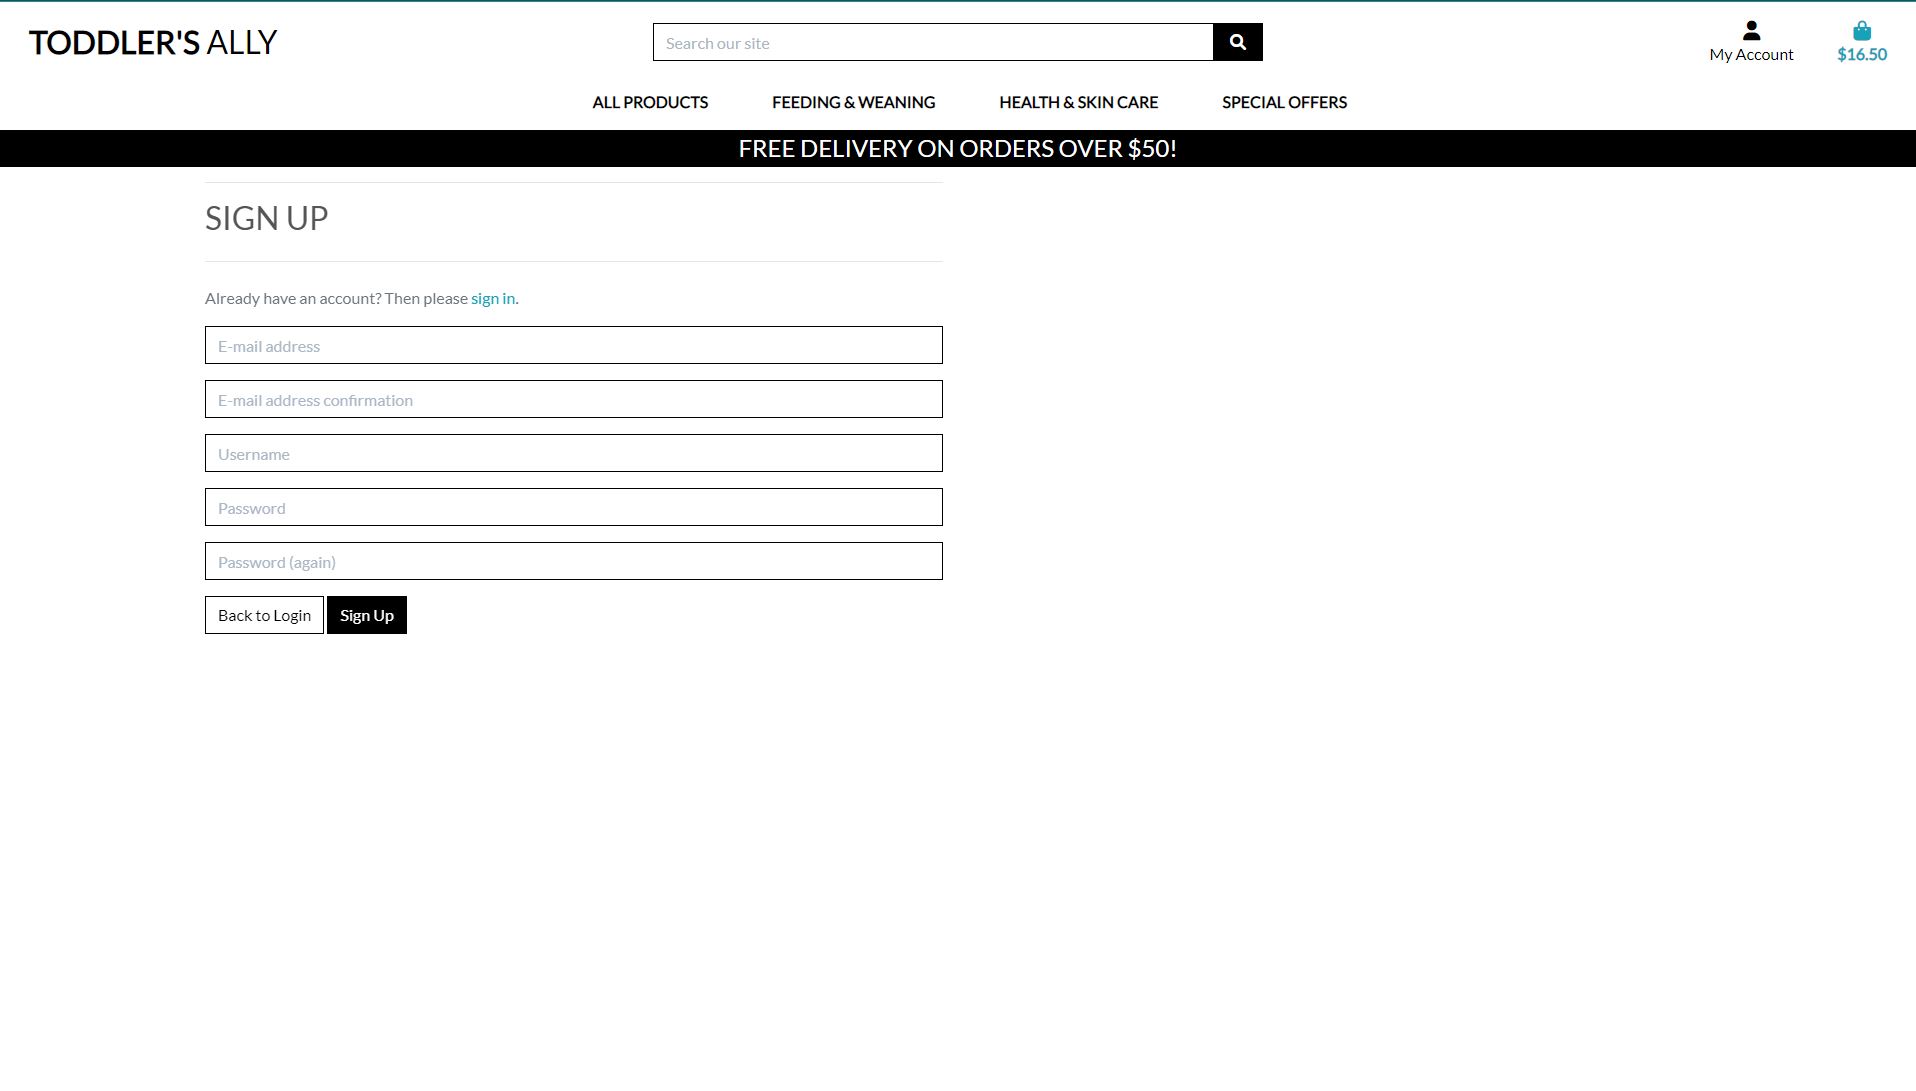 TODDLER'S ALLY
Search our site
My Account
$16.50
ALL PRODUCTS
FEEDING & WEANING
HEALTH & SKIN CARE
SPECIAL OFFERS
FREE DELIVERY ON ORDERS OVER $50!
SIGN UP
Already have an account? Then please sign in.
E-mail address
E-mail address confirmation
Username
Password
Password (again)
Back to Login
Sign Up